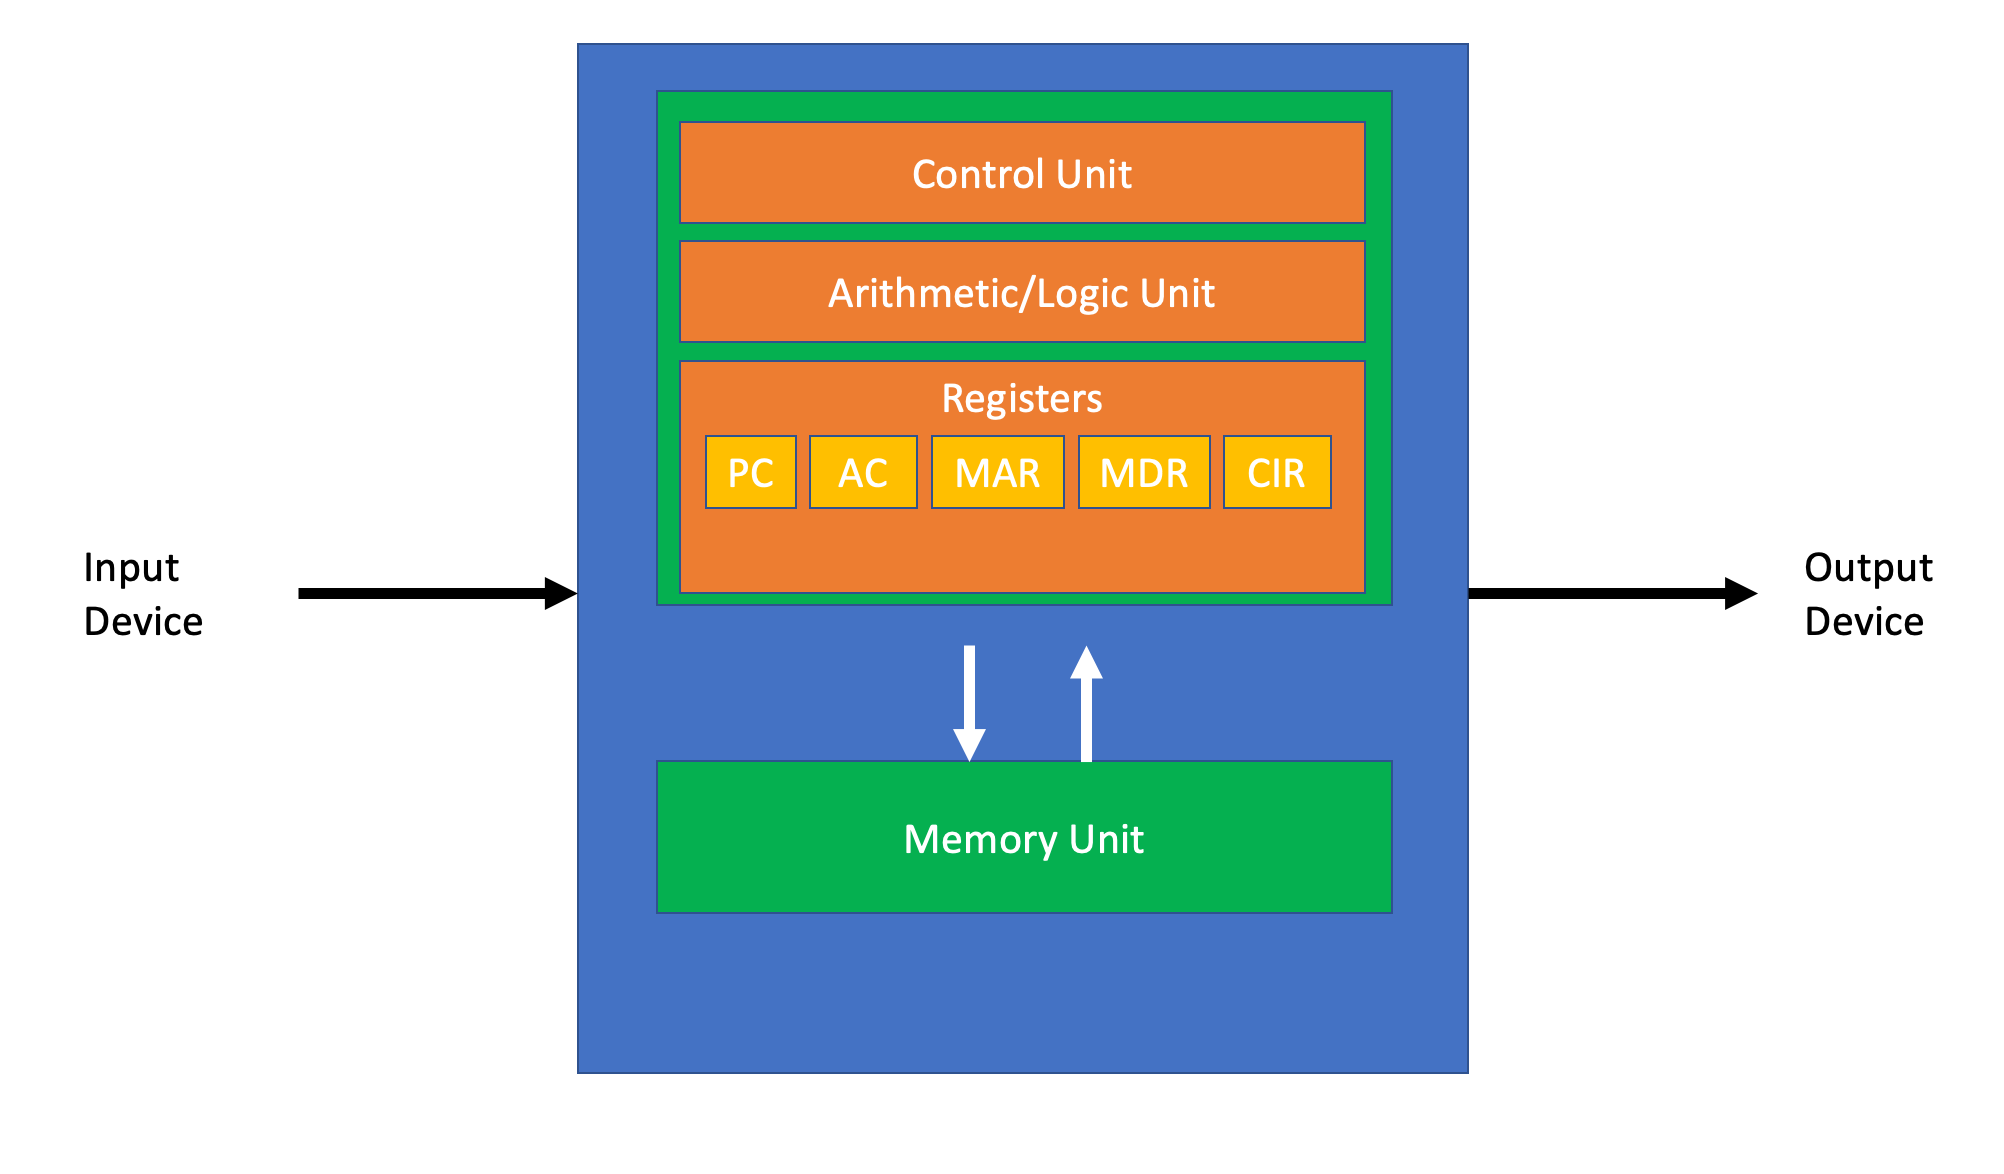 Control Unit
Arithmetic/Logic Unit
Registers
PC AC MAR MDR CIR
Input
Device
Output
Device
Memory Unit